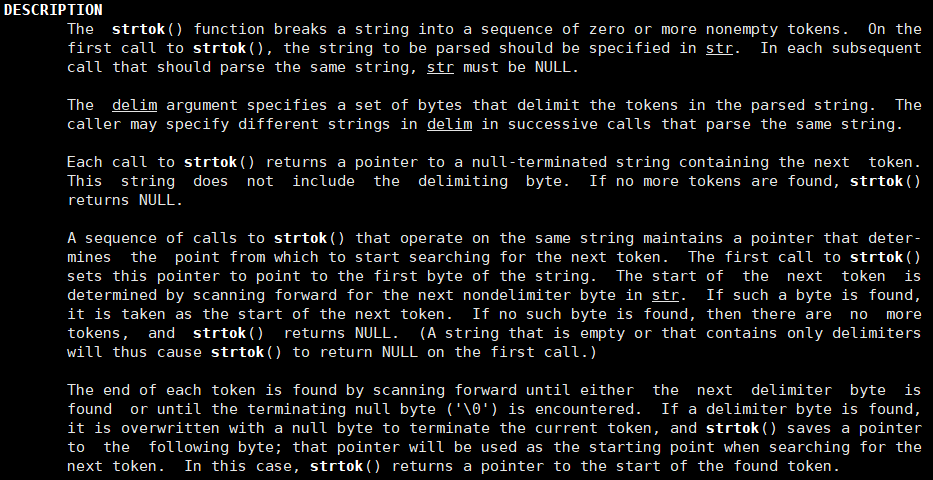 DESCRIPTION
The strtok() function breaks a string into a sequence of zero or more nonempty tokens. On the
first call to strtok(), the string to be parsed should be specified in str. In each subsequent
call that should parse the same string, str must be NULL.
The delim argument specifies a set of bytes that delimit the tokens in the parsed string. The
caller may specify different strings in delim in successive calls that parse the same string.
Each call to strtok() returns a pointer to a null-terminated string containing the next token.
This string does not include the delimiting byte. If no more tokens are found, strtok()
returns NULL.
A sequence of calls to strtok() that operate on the same string maintains a pointer that deter-
mines the point from which to start searching for the next token. The first call to strtok()
sets this pointer to point to the first byte of the string. The start of the next token is
determined by scanning forward for the next nondelimiter byte in str. If such a byte is found,
it is taken as the start of the next token. If no such byte is found, then there are no more
tokens, and strtok() returns NULL. (A string that is empty or that contains only delimiters
will thus cause strtok() to return NULL on the first call.)
The end of each token is found by scanning forward until either the next delimiter byte is
found or until the terminating null byte ('\0') is encountered. If a delimiter byte is found,
it is overwritten with a null byte to terminate the current token, and strtok() saves a pointer
to the following byte; that pointer will be used as the starting point when searching for the
next token. In this case, strtok() returns a pointer to the start of the found token.